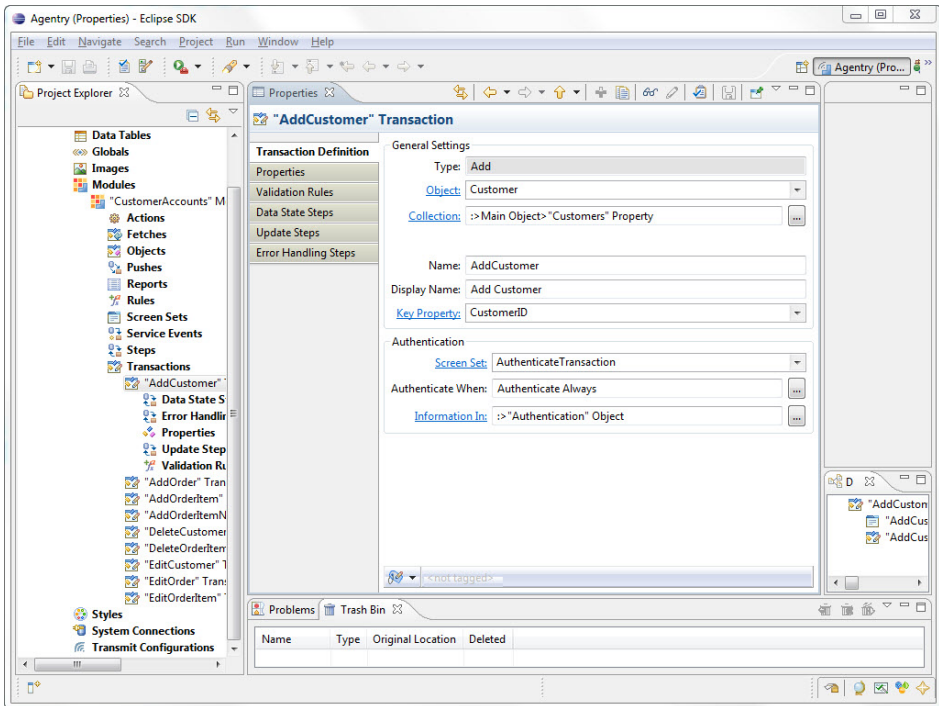 Agentry (Properties) - Eclipse SDK
File Edit Navigate Search Project Run Window Help
Agentry (Pro...
Project Explorer
Data Tables
Globals
Images
Modules
"CustomerAccounts" M
Actions
Fetches
Objects
Pushes
Reports
Rules
Screen Sets
Service Events
Steps
Transactions
"AddCustomer"
Data State S
Error Handlin
Properties
Update Step
Validation Ru
"AddOrder" Tran
"AddOrderItem"
"AddOrderItemN
"DeleteCustomer
"DeleteOrderItem
"EditCustomer" T
"EditOrder" Trans
"EditOrderItem"
Styles
System Connections
Transmit Configurations
Properties
"AddCustomer" Transaction
Transaction Definition
Properties
Validation Rules
Data State Steps
Update Steps
Error Handling Steps
General Settings
Type: Add
Object: Customer
Collection: :>Main Object>"Customers" Property ...
Name: AddCustomer
Display Name: Add Customer
Key Property: CustomerID
Authentication
Screen Set: AuthenticateTransaction
Authenticate When: Authenticate Always ...
Information In: :>"Authentication" Object ...
<not tagged>
D
"AddCustom
"AddCus
"AddCus
Problems Trash Bin
Name Type Original Location Deleted